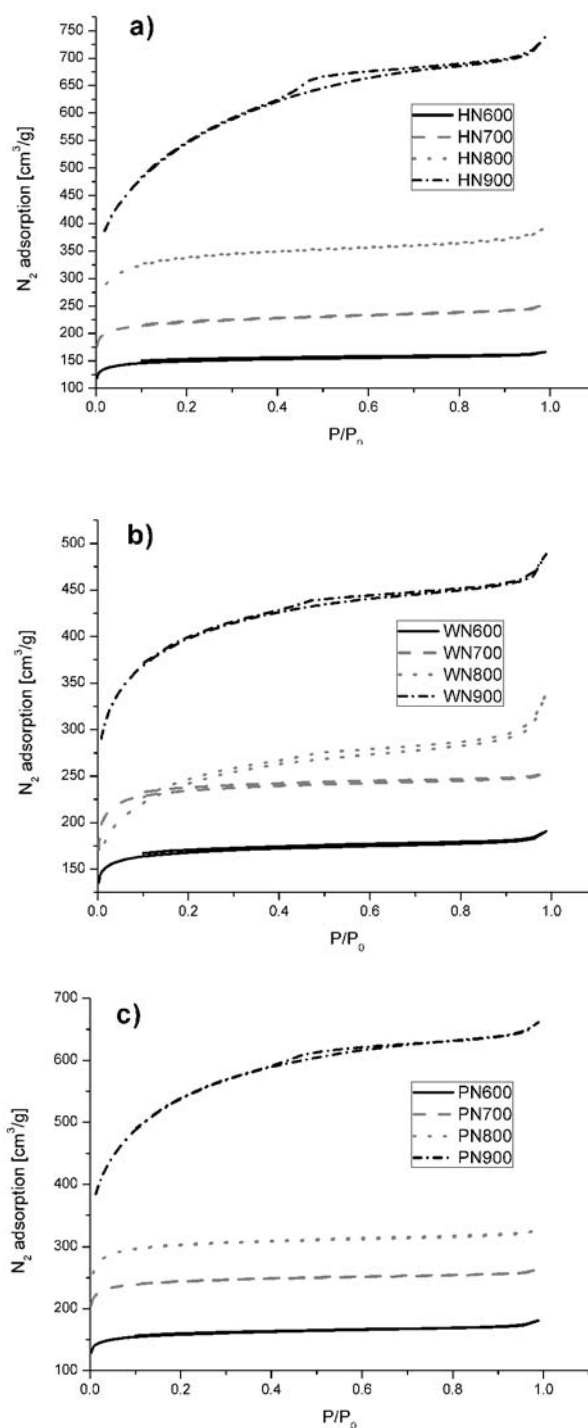 a)
750
700
650
600
550
500
450
400
350
300
250
200
150
100
N2 adsorption [cm3/g]
HN600
HN700
HN800
HN900
0.0 0.2 0.4 0.6 0.8 1.0
P/P0
b)
500
450
400
350
300
250
200
150
N2 adsorption [cm3/g]
WN600
WN700
WN800
WN900
0.0 0.2 0.4 0.6 0.8 1.0
P/P0
c)
700
600
500
400
300
200
100
N2 adsorption [cm3/g]
PN600
PN700
PN800
PN900
0.0 0.2 0.4 0.6 0.8 1.0
P/P0